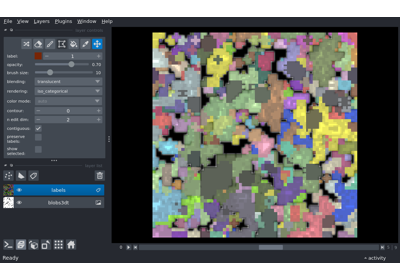 File View Layers Plugins Window Help
label: 1
opacity: 0.70
brush size: 10
blending: translucent
rendering: iso_categorical
color mode:
contour: 0
n edit dim: 2
contiguous:
preserve labels:
show selected:
labels
blobs3dt
Ready
activity